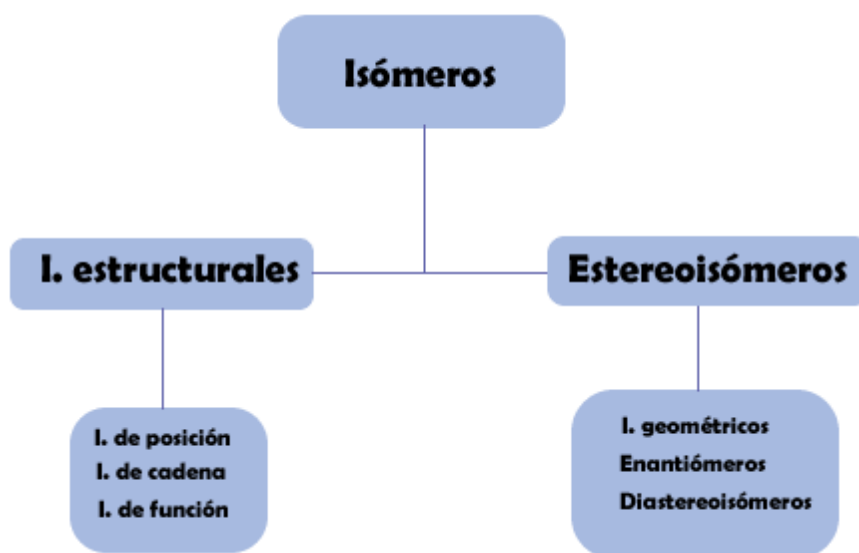 Isómeros
I. estructurales
Estereoisómeros
I. de posición
I. de cadena
I. de función
I. geométricos
Enantiómeros
Diastereoisómeros